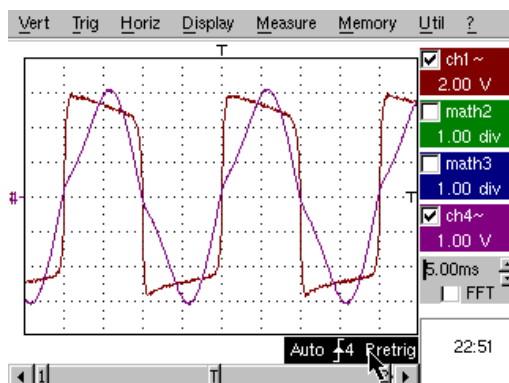 Vert Trig Horiz Display Measure Memory Util ?
T
ch1 ~
2.00 V
math2
1.00 div
math3
1.00 div
ch4~
1.00 V
#-
T
5.00ms
FFT
Auto 4 Pretrig
22:51
1 T